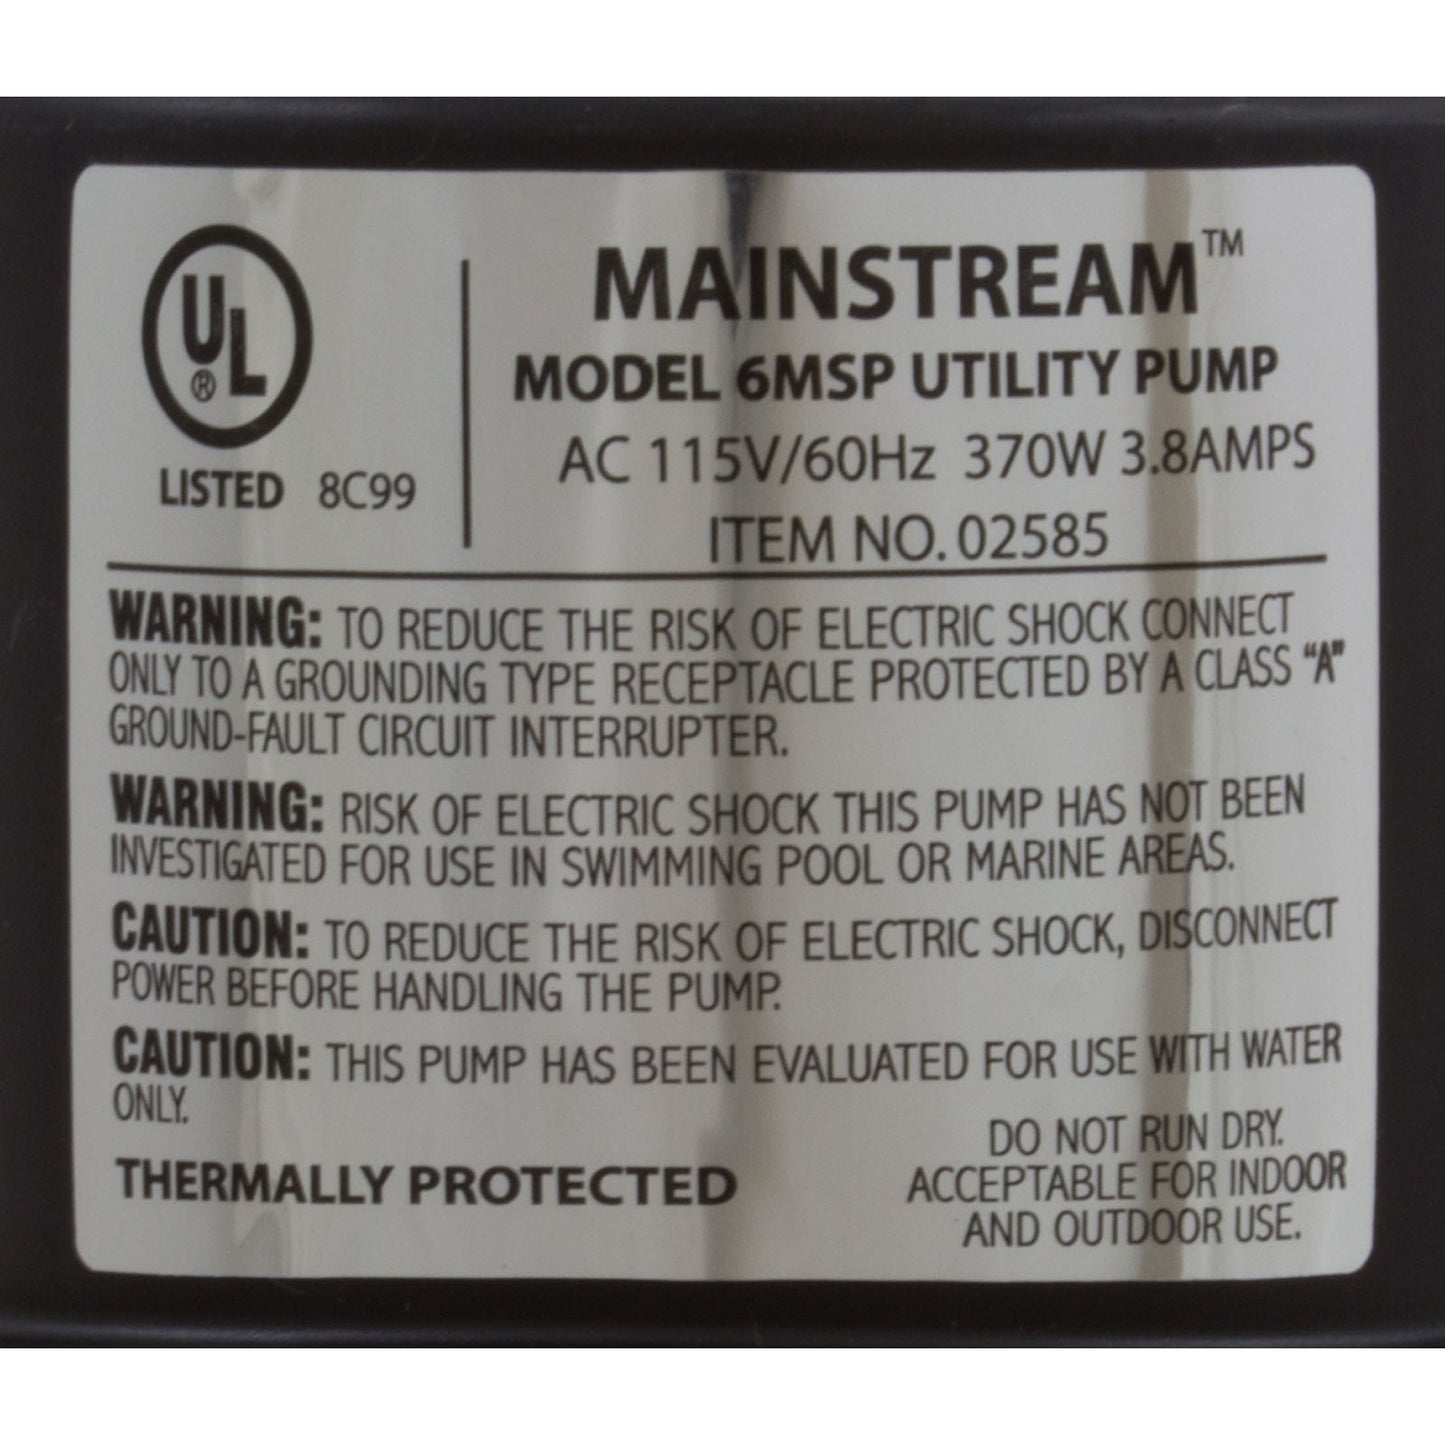 UL
®
LISTED 8C99
MAINSTREAM™
MODEL 6MSP UTILITY PUMP
AC 115V/60Hz 370W 3.8AMPS
ITEM NO. 02585
WARNING: TO REDUCE THE RISK OF ELECTRIC SHOCK CONNECT
ONLY TO A GROUNDING TYPE RECEPTACLE PROTECTED BY A CLASS “A”
GROUND-FAULT CIRCUIT INTERRUPTER.
WARNING: RISK OF ELECTRIC SHOCK THIS PUMP HAS NOT BEEN
INVESTIGATED FOR USE IN SWIMMING POOL OR MARINE AREAS.
CAUTION: TO REDUCE THE RISK OF ELECTRIC SHOCK, DISCONNECT
POWER BEFORE HANDLING THE PUMP.
CAUTION: THIS PUMP HAS BEEN EVALUATED FOR USE WITH WATER
ONLY.
THERMALLY PROTECTED
DO NOT RUN DRY.
ACCEPTABLE FOR INDOOR
AND OUTDOOR USE.